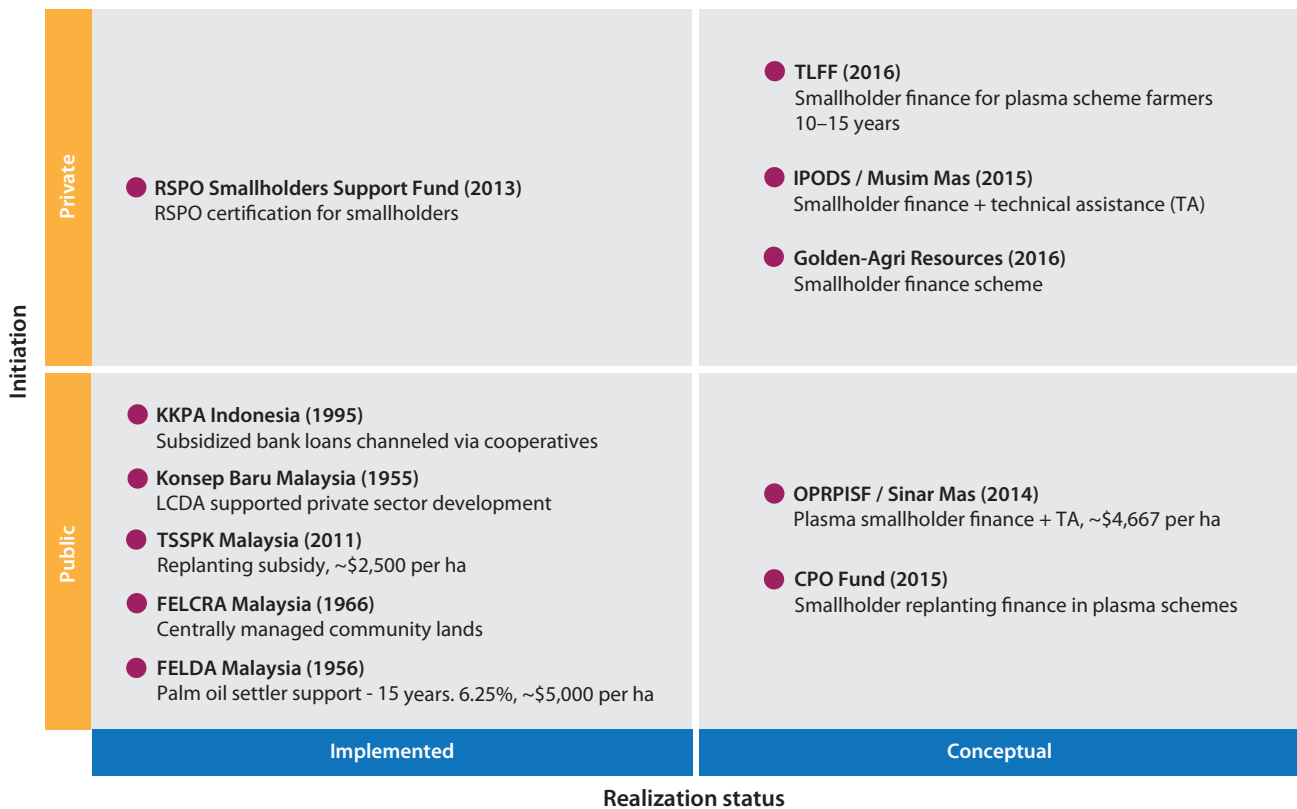 Initiation
Private
RSPO Smallholders Support Fund (2013)
RSPO certification for smallholders
TLFF (2016)
Smallholder finance for plasma scheme farmers
10–15 years
IPODS / Musim Mas (2015)
Smallholder finance + technical assistance (TA)
Golden-Agri Resources (2016)
Smallholder finance scheme
Public
KKPA Indonesia (1995)
Subsidized bank loans channeled via cooperatives
Konsep Baru Malaysia (1955)
LCDA supported private sector development
TSSPK Malaysia (2011)
Replanting subsidy, ~$2,500 per ha
FELCRA Malaysia (1966)
Centrally managed community lands
FELDA Malaysia (1956)
Palm oil settler support - 15 years. 6.25%, ~$5,000 per ha
OPRPISF / Sinar Mas (2014)
Plasma smallholder finance + TA, ~$4,667 per ha
CPO Fund (2015)
Smallholder replanting finance in plasma schemes
Implemented
Conceptual
Realization status